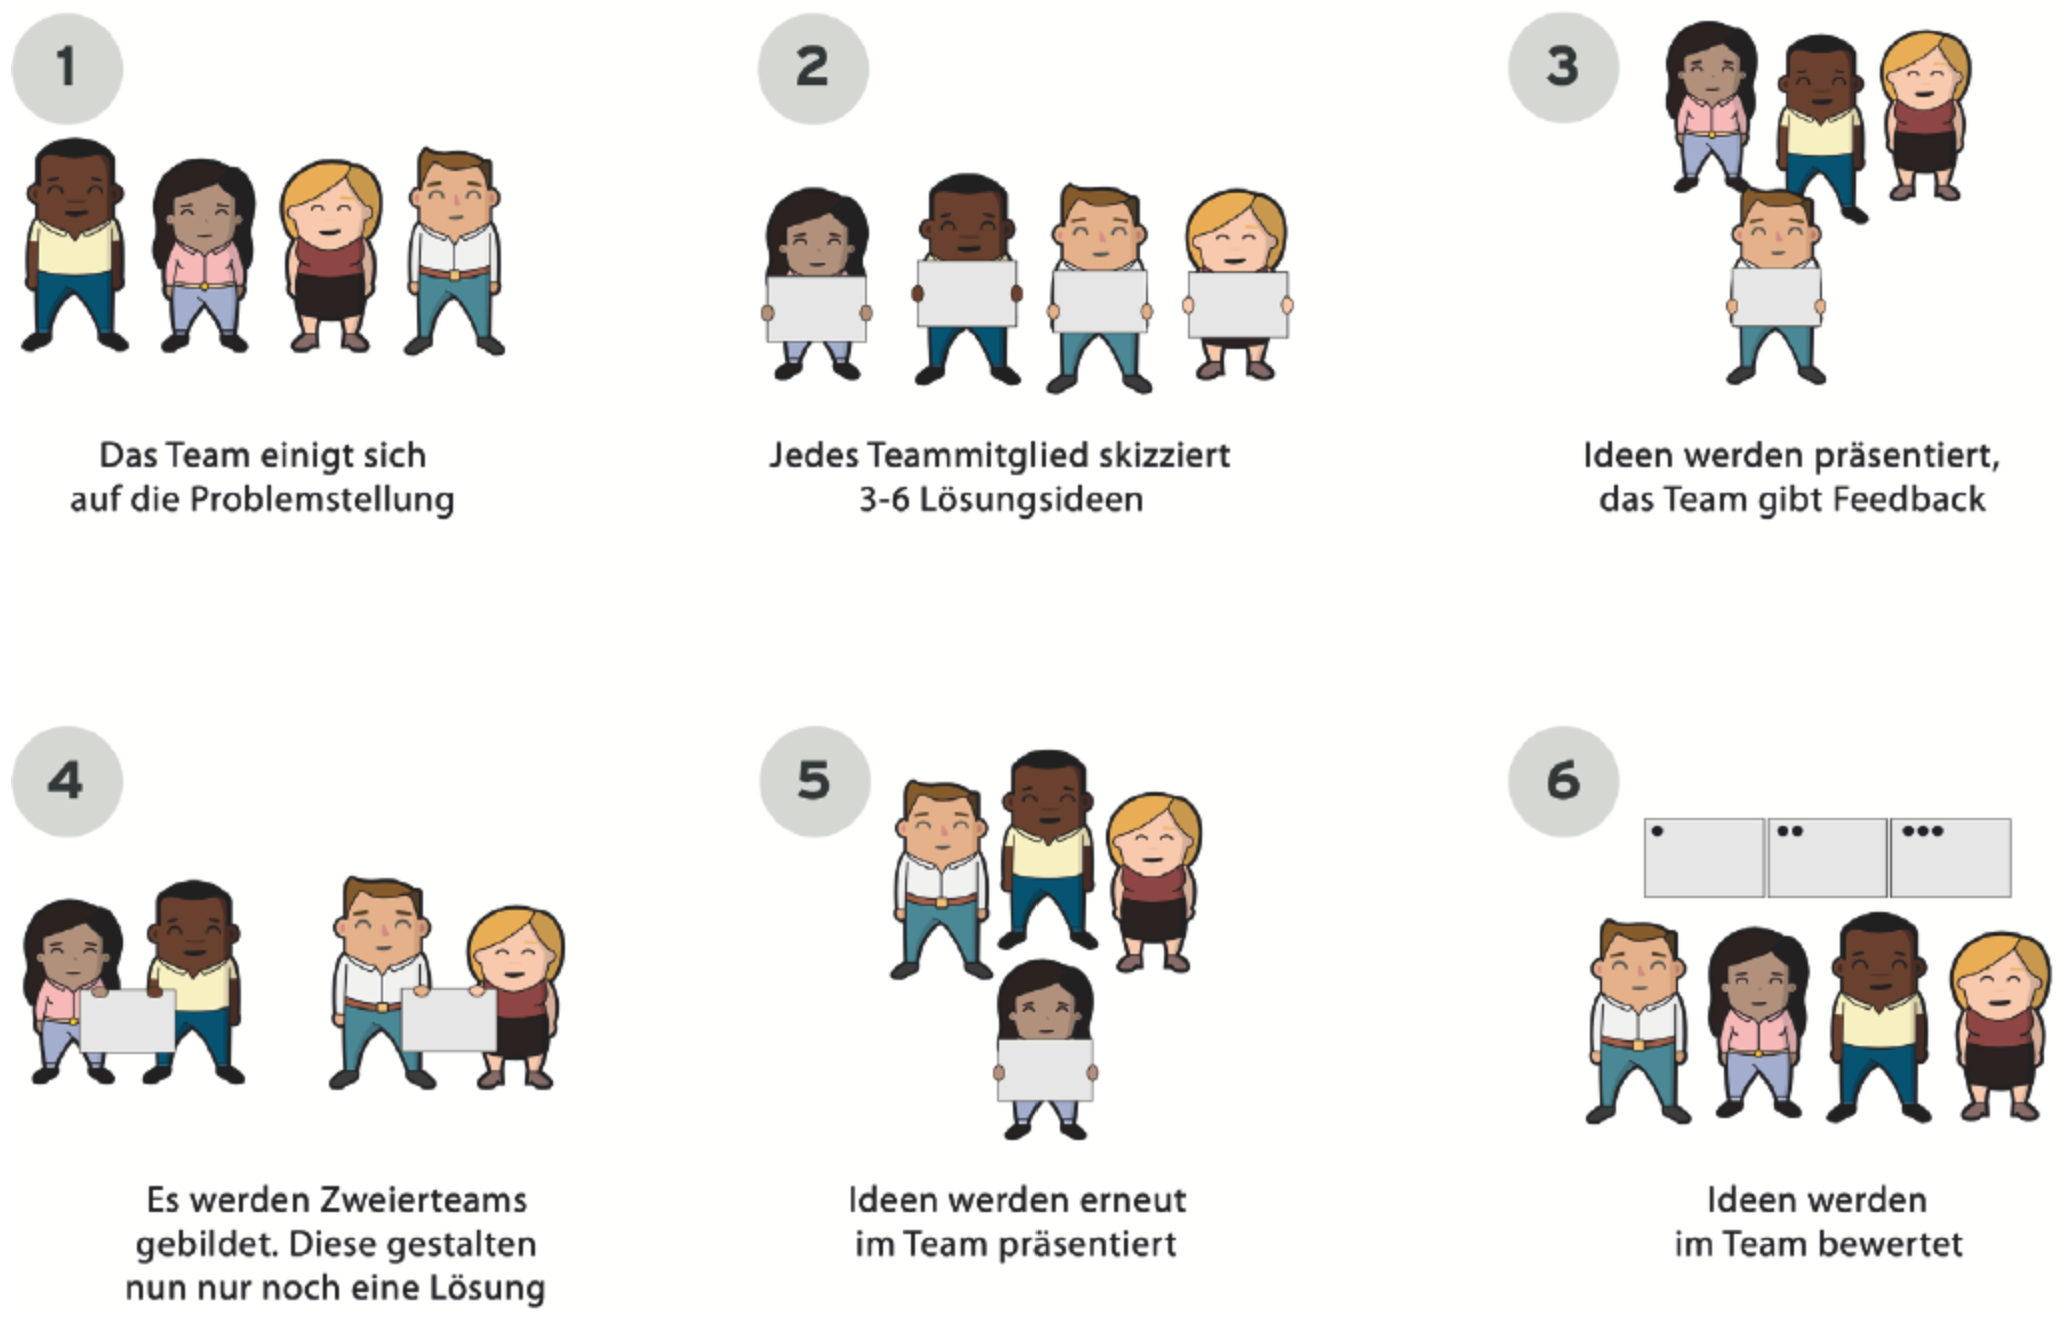 1
Das Team einigt sich
auf die Problemstellung
2
Jedes Teammitglied skizziert
3-6 Lösungsideen
3
Ideen werden präsentiert,
das Team gibt Feedback
4
Es werden Zweierteams
gebildet. Diese gestalten
nun nur noch eine Lösung
5
Ideen werden erneut
im Team präsentiert
6
Ideen werden
im Team bewertet